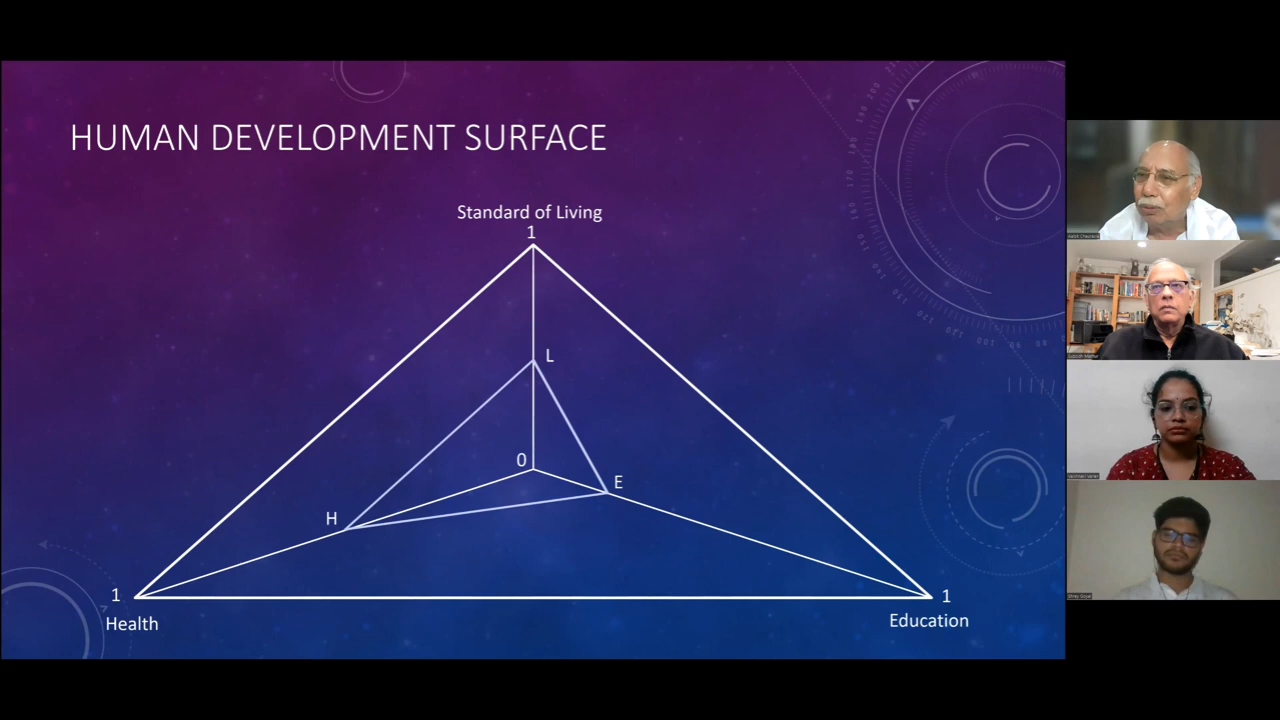 HUMAN DEVELOPMENT SURFACE
Standard of Living
1
L
0
E
H
1
1
Health
Education